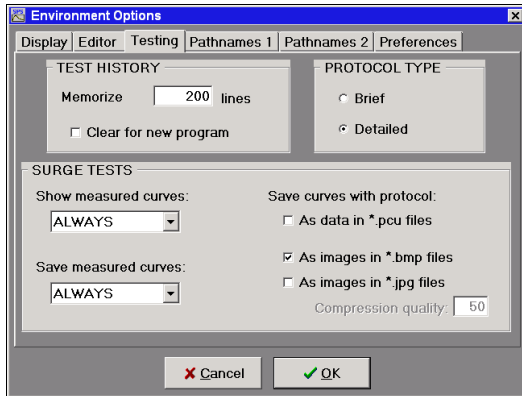 Environment Options
Display Editor Testing Pathnames 1 Pathnames 2 Preferences
TEST HISTORY
Memorize 200 lines
Clear for new program
PROTOCOL TYPE
Brief
Detailed
SURGE TESTS
Show measured curves:
ALWAYS
Save measured curves:
ALWAYS
Save curves with protocol:
As data in *.pcu files
As images in *.bmp files
As images in *.jpg files
Compression quality: 50
Cancel OK